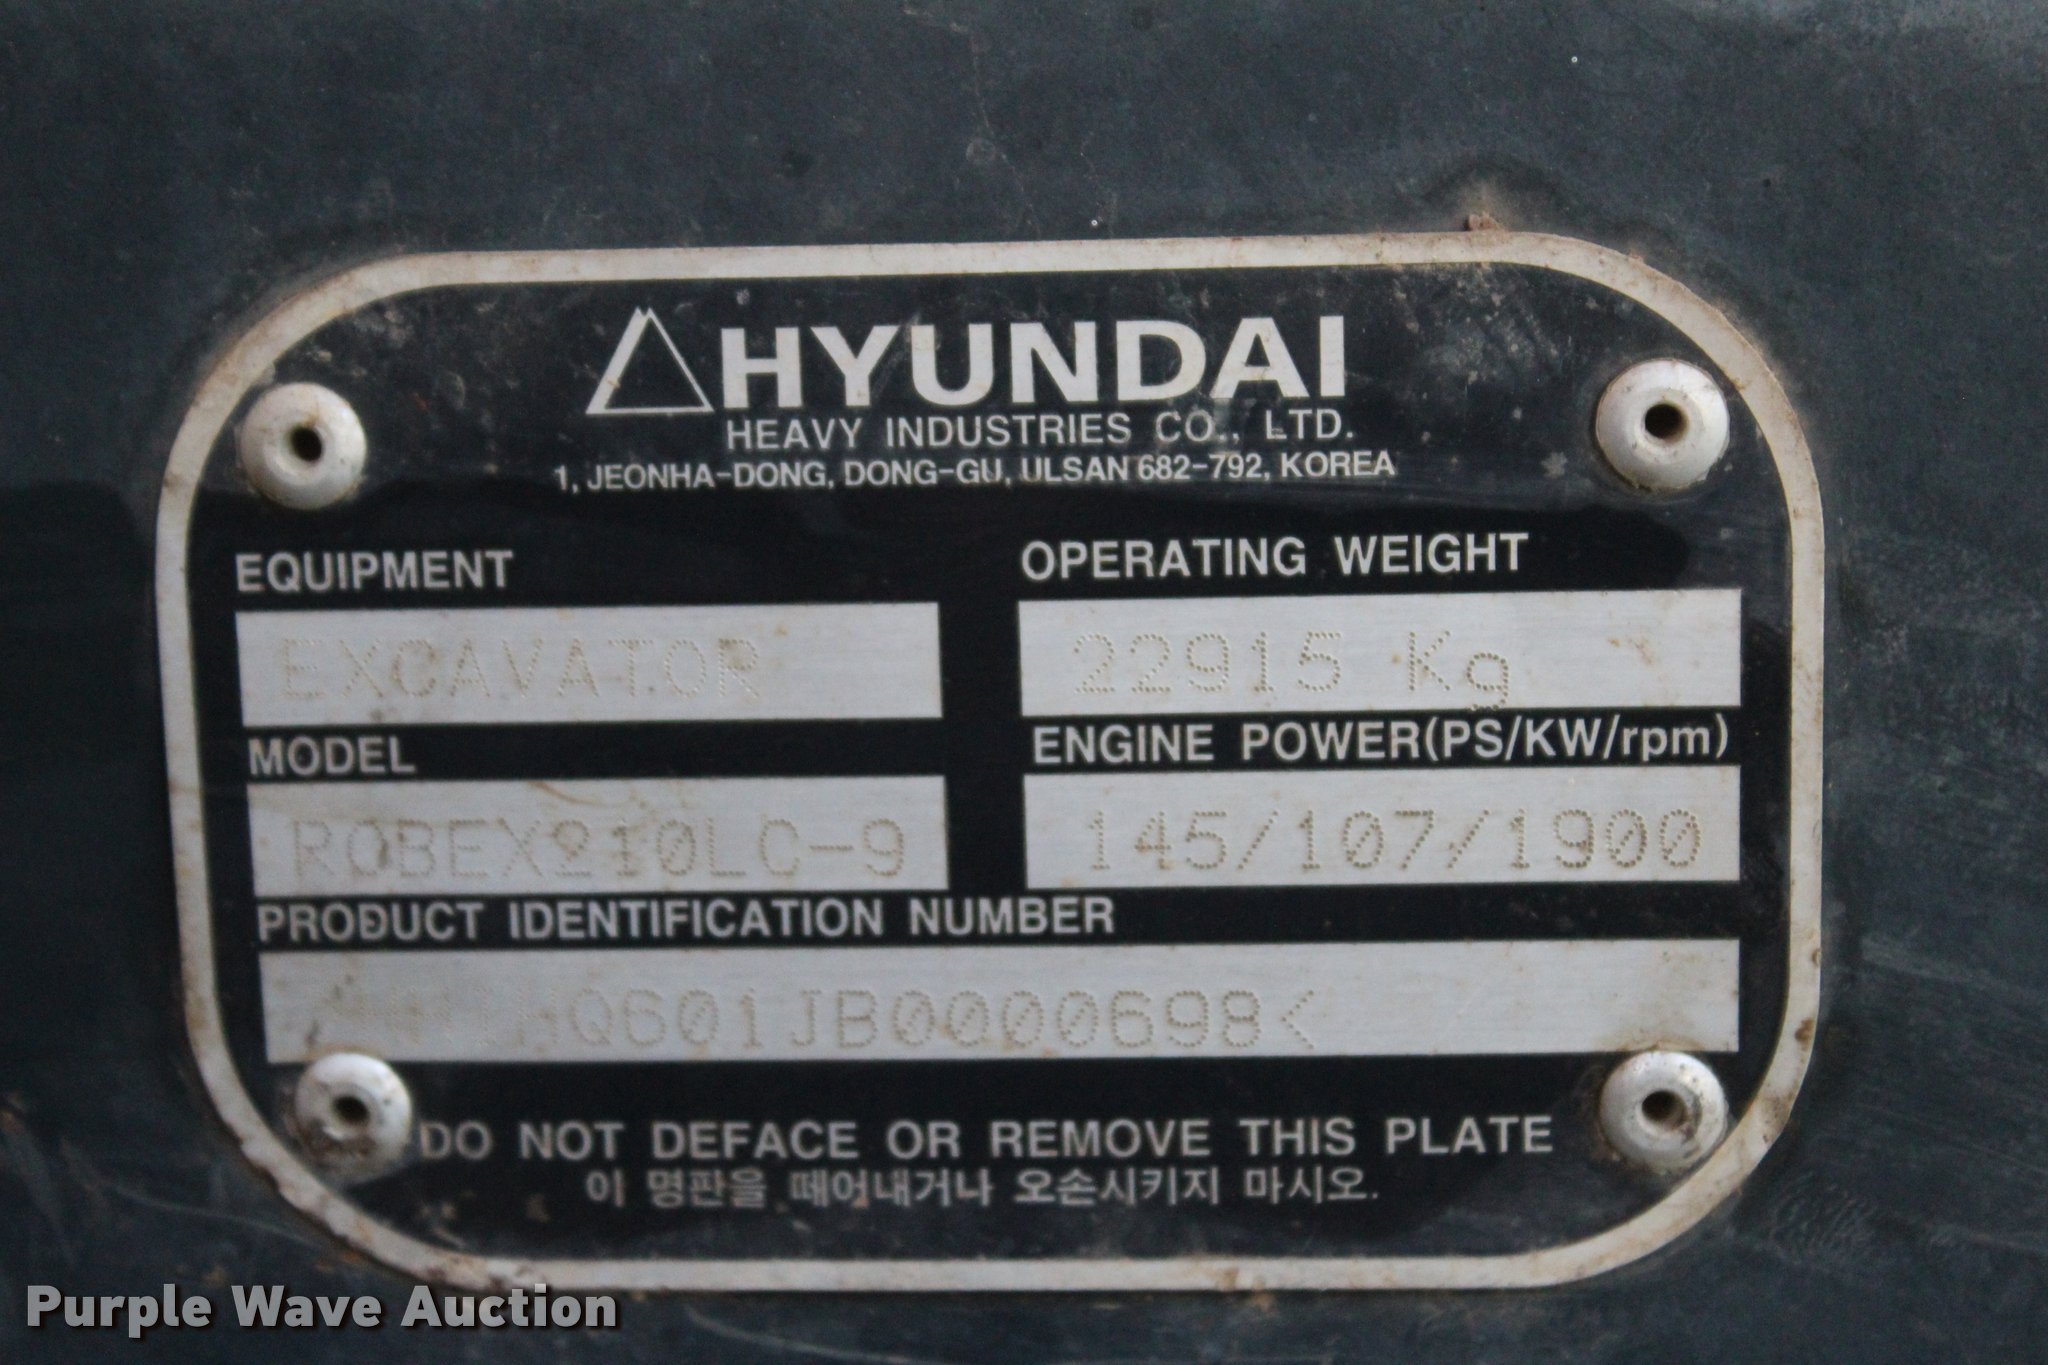 HYUNDAI
HEAVY INDUSTRIES CO., LTD.
1, JEONHA-DONG, DONG-GU, ULSAN 682-792, KOREA
EQUIPMENT
EXCAVATOR
OPERATING WEIGHT
22915 Kg
MODEL
ROBEX210LC-9
ENGINE POWER(PS/KW/rpm)
145/107/1900
PRODUCT IDENTIFICATION NUMBER
DO NOT DEFACE OR REMOVE THIS PLATE
이 명판을 떼어내거나 오손시키지 마시오.
Purple Wave Auction